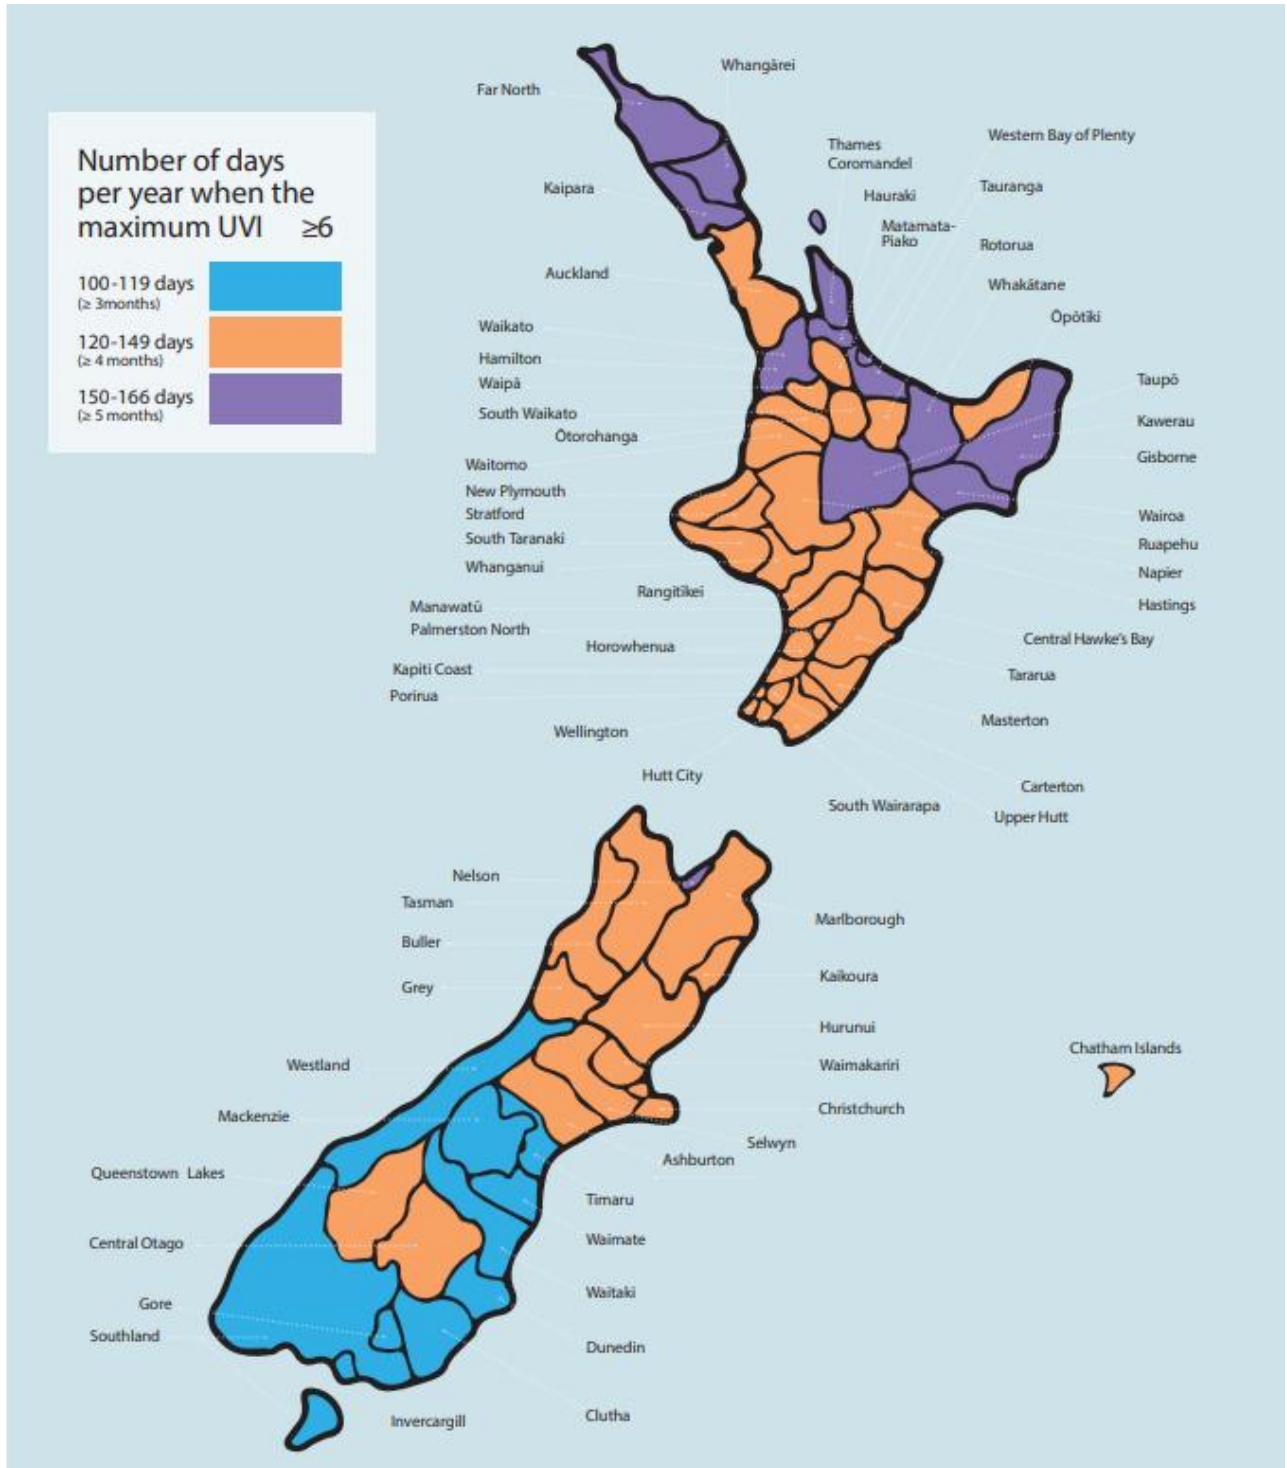 Number of days
per year when the
maximum UVI ≥6
100-119 days
(≥ 3months)
120-149 days
(≥ 4 months)
150-166 days
(≥ 5 months)
Whangārei
Far North
Western Bay of Plenty
Thames
Coromandel
Kaipara
Tauranga
Hauraki
Matamata-
Piako
Rotorua
Auckland
Whakātane
Ōpōtiki
Waikato
Hamilton
Waipā
South Waikato
Ōtorohanga
Waitomo
New Plymouth
Stratford
South Taranaki
Whanganui
Rangitīkei
Manawatū
Palmerston North
Horowhenua
Kapiti Coast
Porirua
Wellington
Hutt City
Taupō
Kawerau
Gisborne
Wairoa
Ruapehu
Napier
Hastings
Central Hawke's Bay
Tararua
Masterton
Carterton
South Wairarapa
Upper Hutt
Nelson
Tasman
Buller
Grey
Westland
Mackenzie
Queenstown Lakes
Central Otago
Gore
Southland
Marlborough
Kaikoura
Hurunui
Waimakariri
Christchurch
Selwyn
Ashburton
Timaru
Waimate
Waitaki
Dunedin
Clutha
Invercargill
Chatham Islands